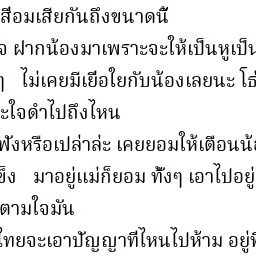 สื่อมเสียกันถึงขนาดนี้
จ ฝากน้องมาเพราะจะให้เป็นหูเป็น
ๆ ไม่เคยมีเยื่อใยกับน้องเลยนะ โธ่
ะใจดำไปถึงไหน
ฟังหรือเปล่าล่ะ เคยยอมให้เตือนน้
ข็ง มาอยู่แม่ก็ยอม ทั้งๆ เอาไปอยู่
ตามใจมัน
ไทยจะเอาปัญญาที่ไหนไปห้าม อยู่ที่